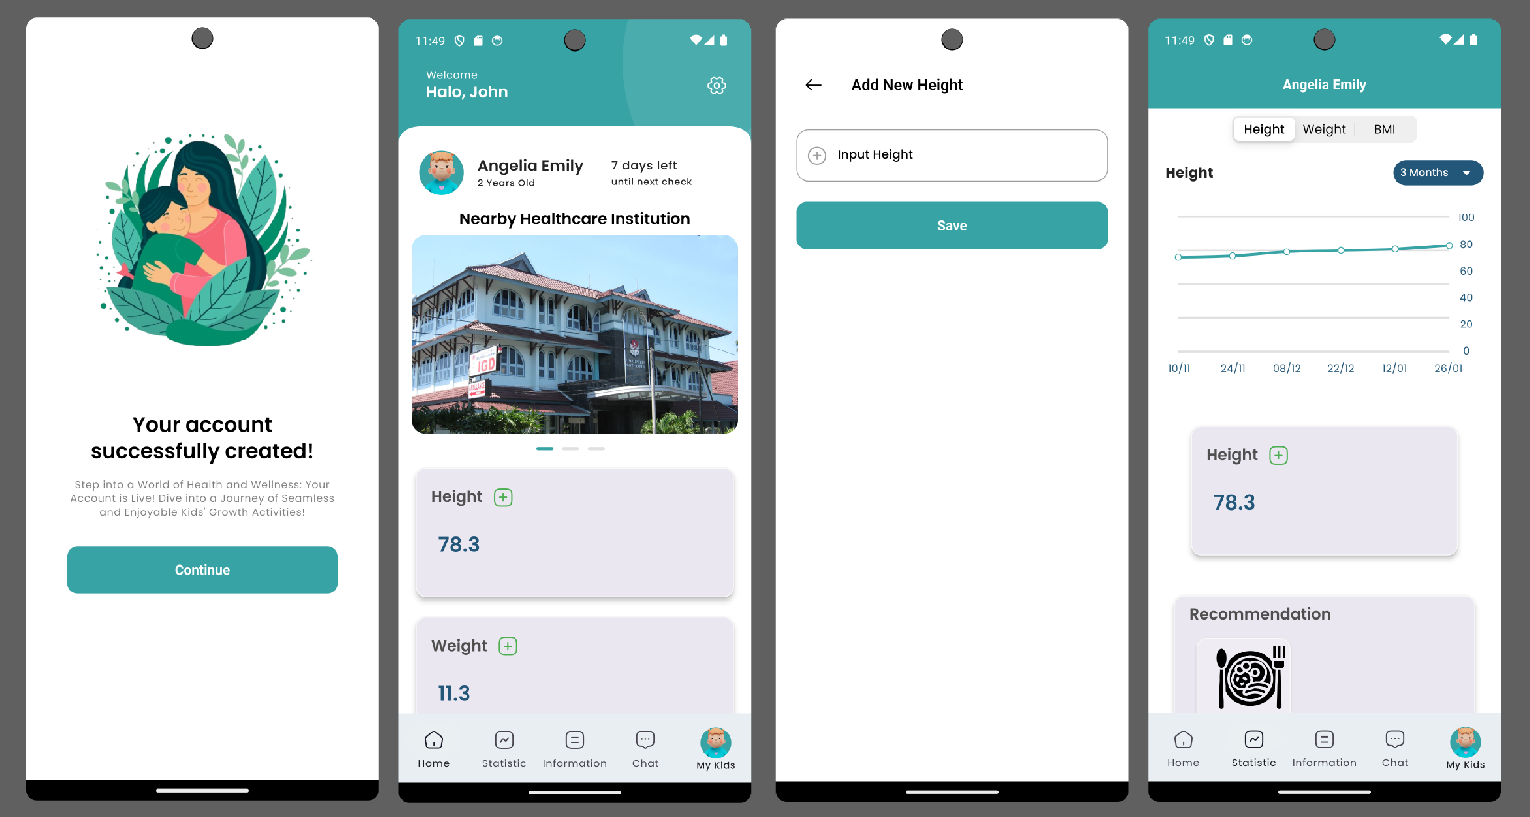 Your account
successfully created!
Step into a World of Health and Wellness: Your
Account is Live! Dive into a Journey of Seamless
and Enjoyable Kids' Growth Activities!
Continue
11:49
Welcome
Halo, John
Angelia Emily
2 Years Old
7 days left
until next check
Nearby Healthcare Institution
IGD
Height
78.3
Weight
11.3
Home Statistic Information Chat My Kids
Add New Height
Input Height
Save
11:49
Angelia Emily
Height Weight BMI
Height
3 Months
100
80
60
40
20
0
10/11 24/11 08/12 22/12 12/01 26/01
Height
78.3
Recommendation
Home Statistic Information Chat My Kids